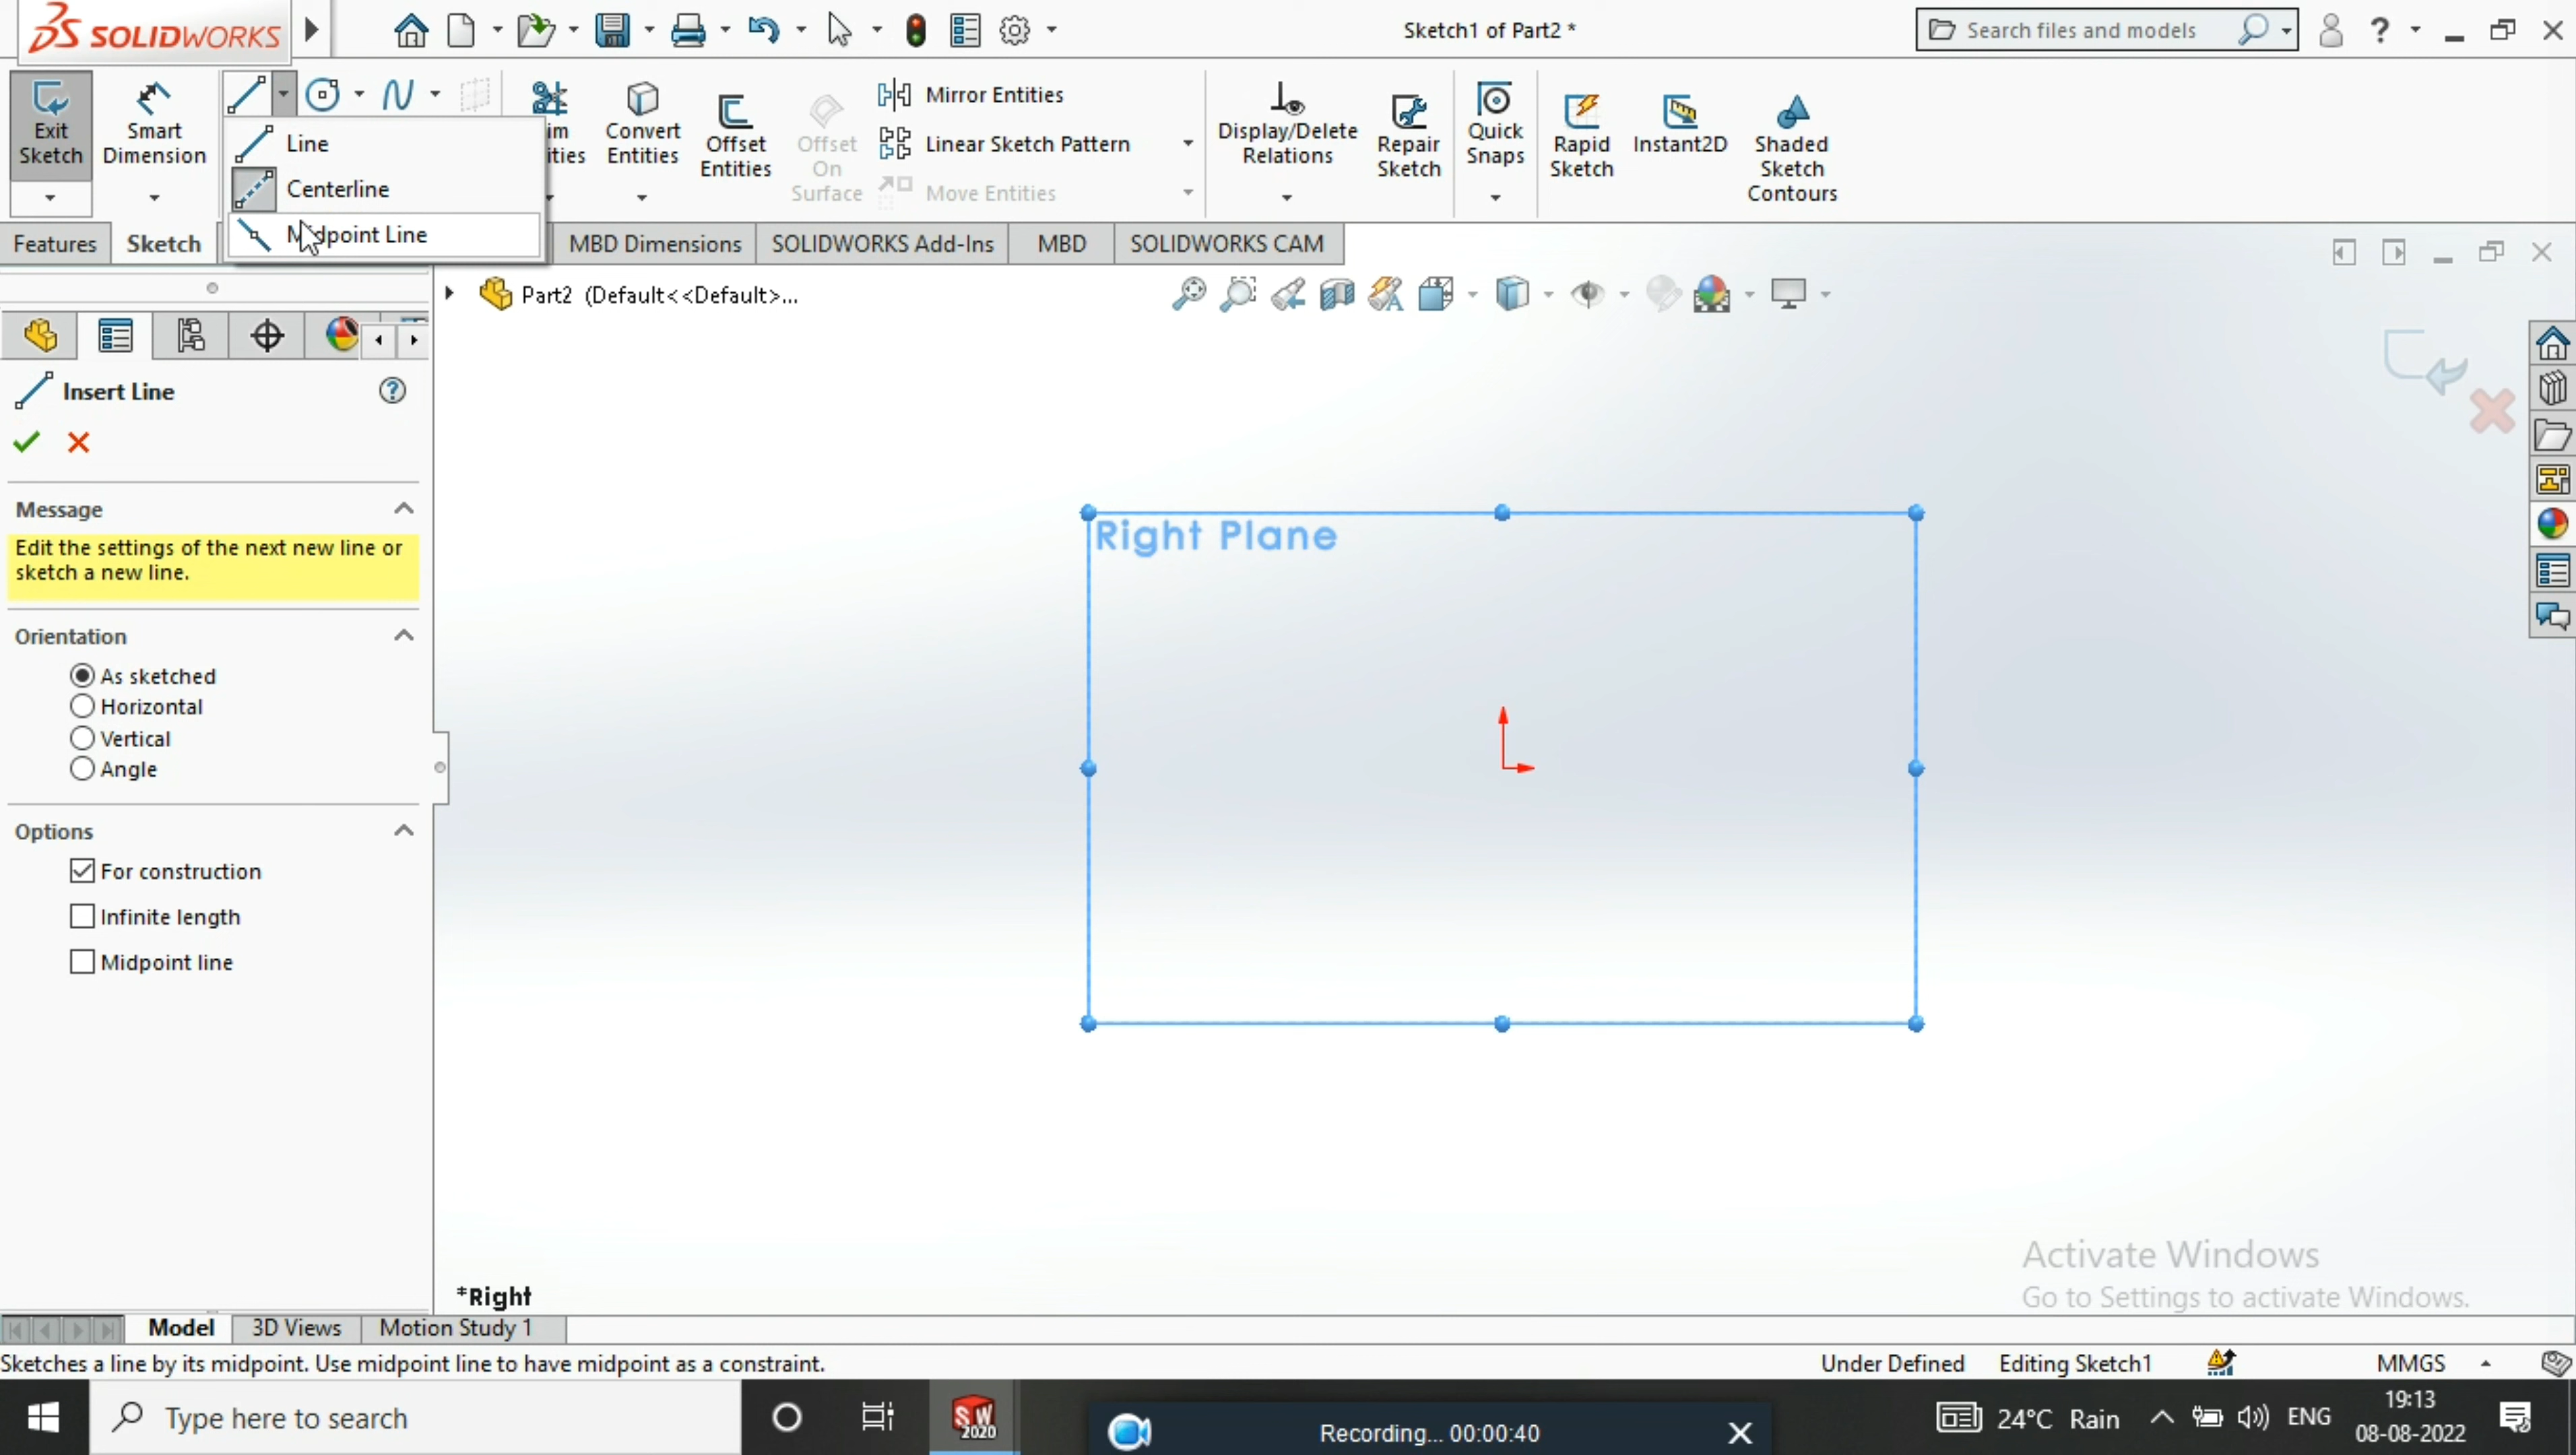 SOLIDWORKS
Sketch1 of Part2 *
Search files and models
?
Exit Sketch
Smart Dimension
Convert Entities
Offset Entities
Offset On Surface
Mirror Entities
Linear Sketch Pattern
Move Entities
Display/Delete Relations
Repair Sketch
Quick Snaps
Rapid Sketch
Instant2D
Shaded Sketch Contours
Line
Centerline
Midpoint Line
Features
Sketch
MBD Dimensions
SOLIDWORKS Add-Ins
MBD
SOLIDWORKS CAM
Part2 (Default<<Default>...
Insert Line
Message
Edit the settings of the next new line or
sketch a new line.
Orientation
As sketched
Horizontal
Vertical
Angle
Options
For construction
Infinite length
Midpoint line
Right Plane
*Right
Activate Windows
Go to Settings to activate Windows.
Model
3D Views
Motion Study 1
Sketches a line by its midpoint. Use midpoint line to have midpoint as a constraint.
Under Defined
Editing Sketch1
MMGS
Type here to search
SW 2020
Recording... 00:00:40
24°C Rain
ENG
19:13
08-08-2022